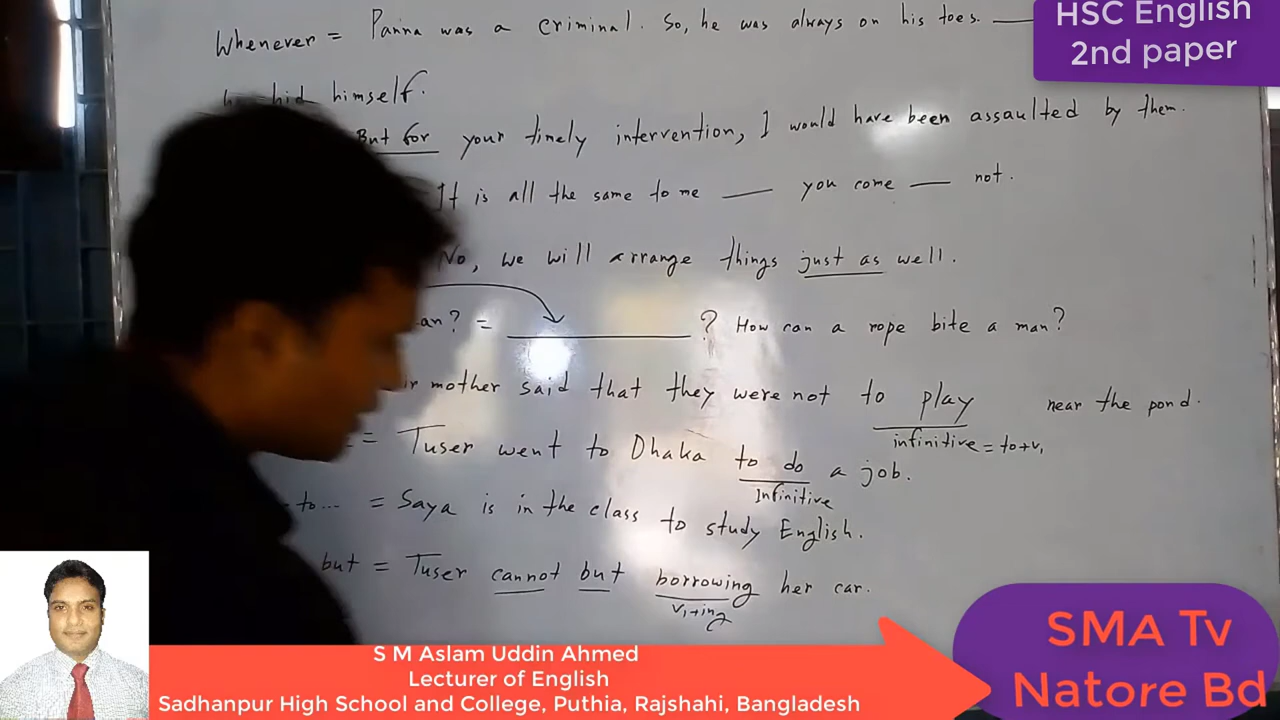 HSC English
2nd paper
Whenever = Panna was a criminal. So, he was always on his toes. ___
himself.
But for your timely intervention, I would have been assaulted by them.
It is all the same to me ___ you come ___ not.
No, we will arrange things just as well.
an? = ___? How can a rope bite a man?
mother said that they were not to play near the pond.
infinitive = to+v1
= Tuser went to Dhaka to do a job.
Infinitive
to... = Saya is in the class to study English.
but = Tuser cannot but borrowing her car.
v1+ing
S M Aslam Uddin Ahmed
Lecturer of English
Sadhanpur High School and College, Puthia, Rajshahi, Bangladesh
SMA Tv
Natore Bd